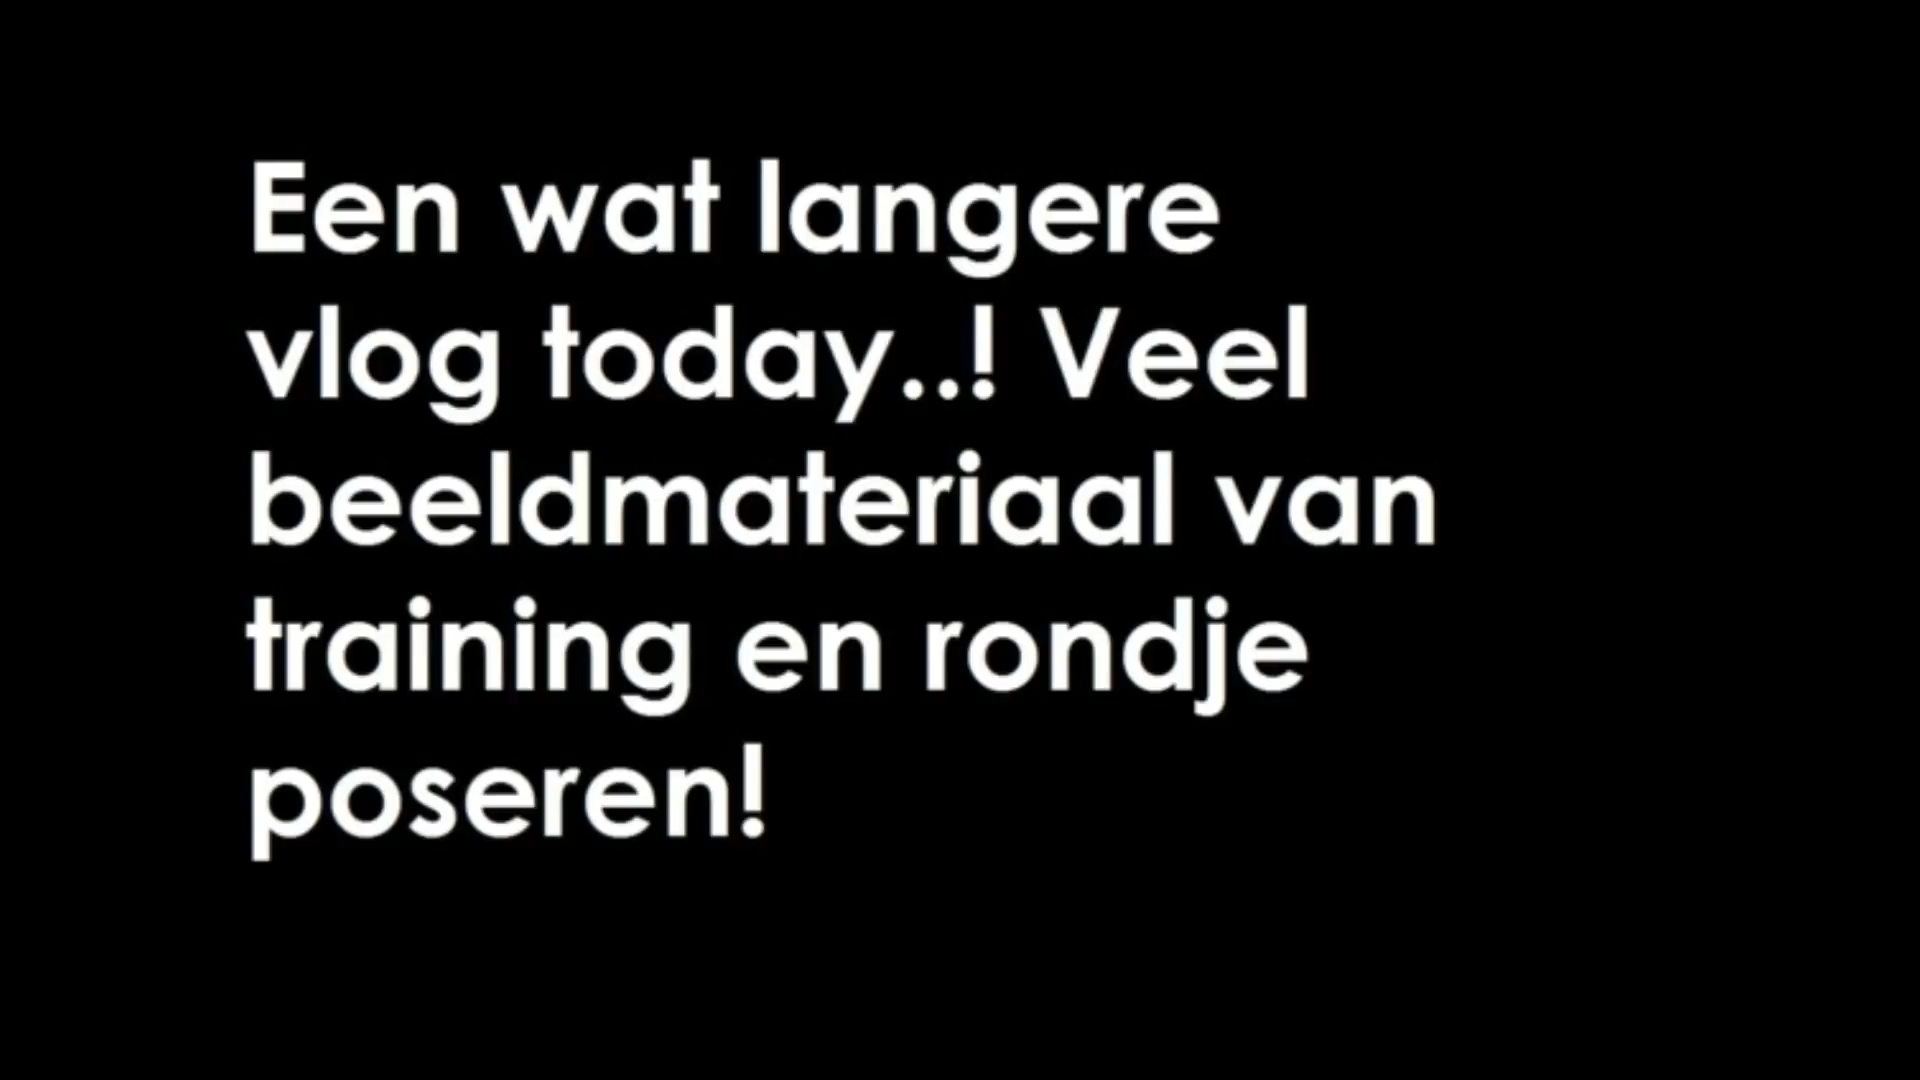 Een wat langere
vlog today..! Veel
beeldmateriaal van
training en rondje
poseren!